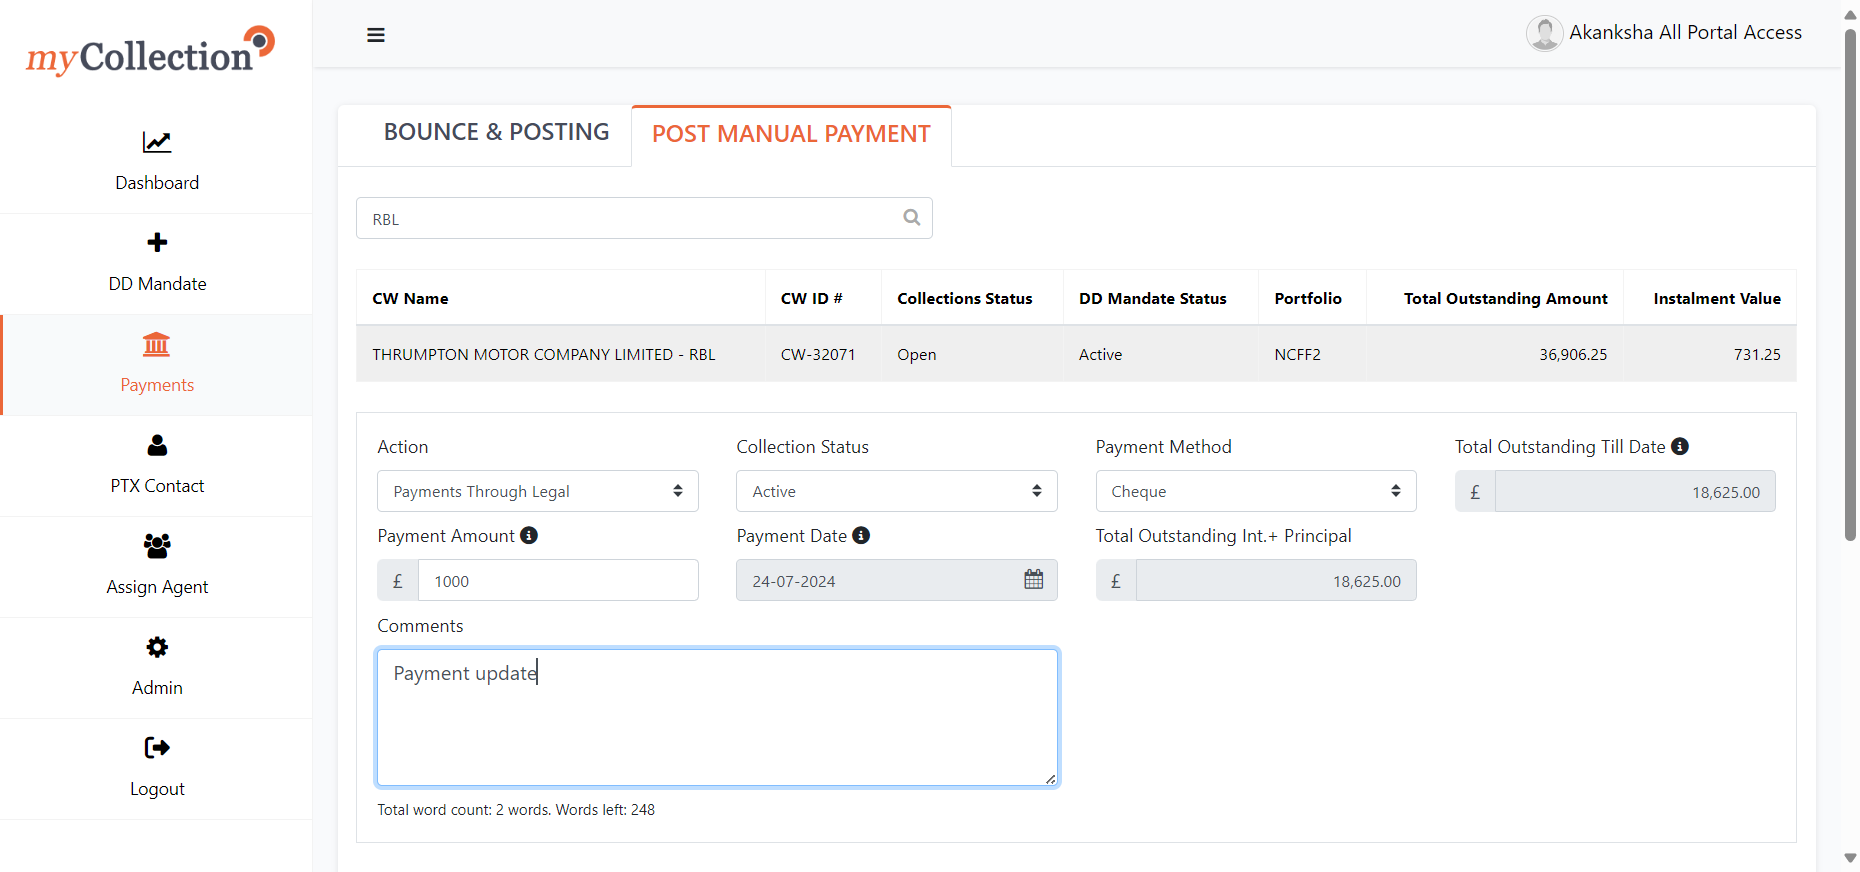 myCollection
Akanksha All Portal Access
Dashboard
DD Mandate
Payments
PTX Contact
Assign Agent
Admin
Logout
BOUNCE & POSTING
POST MANUAL PAYMENT
RBL
CW Name CW ID # Collections Status DD Mandate Status Portfolio Total Outstanding Amount Instalment Value
THRUMPTON MOTOR COMPANY LIMITED - RBL CW-32071 Open Active NCFF2 36,906.25 731.25
Action Collection Status Payment Method Total Outstanding Till Date
Payments Through Legal Active Cheque £ 18,625.00
Payment Amount Payment Date Total Outstanding Int.+ Principal
£ 1000 24-07-2024 £ 18,625.00
Comments
Payment update
Total word count: 2 words. Words left: 248